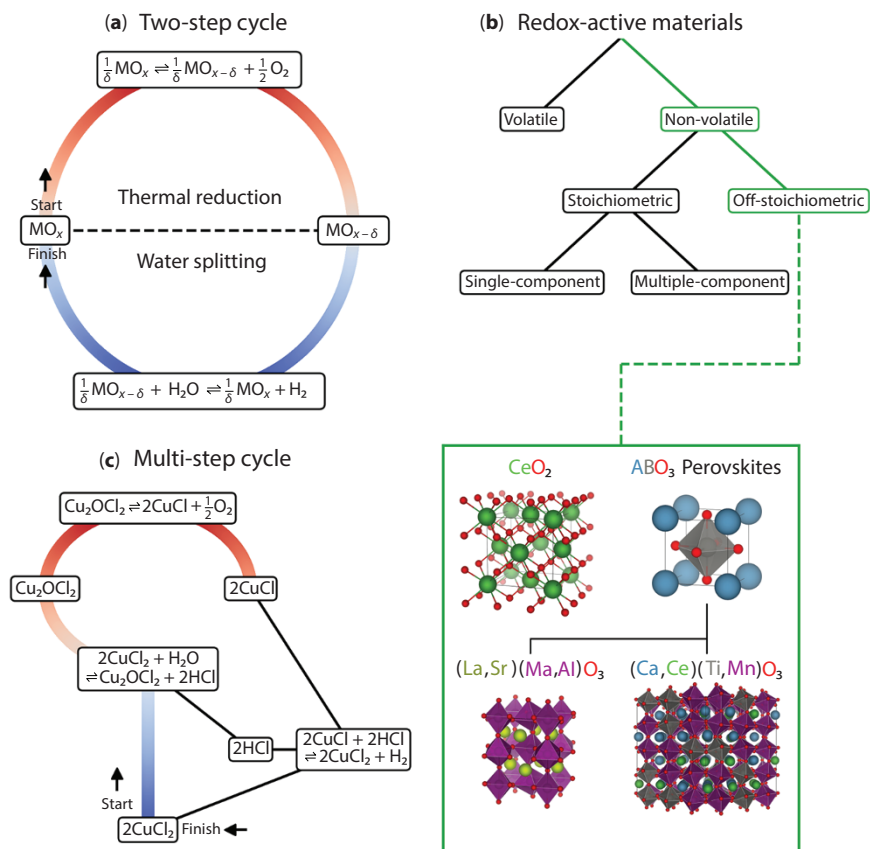 (a) Two-step cycle
1/δ MOₓ ⇌ 1/δ MOₓ₋δ + 1/2 O₂
Start
Thermal reduction
MOₓ
MOₓ₋δ
Finish
Water splitting
1/δ MOₓ₋δ + H₂O ⇌ 1/δ MOₓ + H₂
(b) Redox-active materials
Volatile
Non-volatile
Stoichiometric
Off-stoichiometric
Single-component
Multiple-component
CeO₂
ABO₃ Perovskites
(La,Sr)(Ma,Al)O₃
(Ca,Ce)(Ti,Mn)O₃
(c) Multi-step cycle
Cu₂OCl₂ ⇌ 2CuCl + 1/2 O₂
Cu₂OCl₂
2CuCl
2CuCl₂ + H₂O
⇌ Cu₂OCl₂ + 2HCl
2HCl
2CuCl + 2HCl
⇌ 2CuCl₂ + H₂
Start
2CuCl₂
Finish